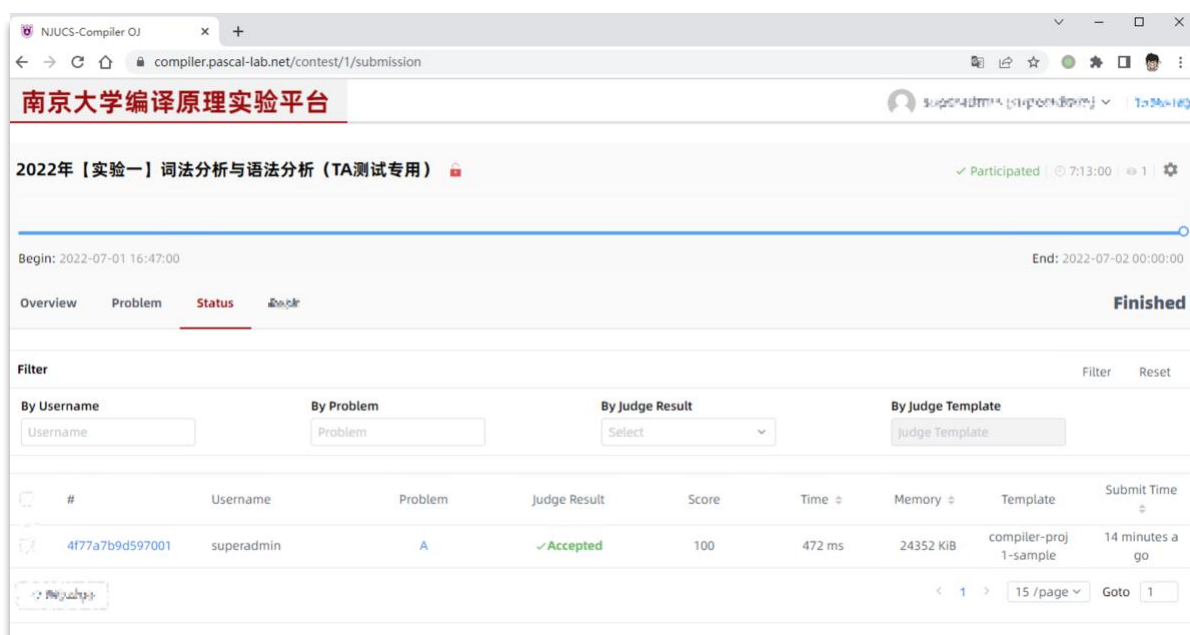 NJUCS-Compiler OJ
compiler.pascal-lab.net/contest/1/submission
南京大学编译原理实验平台
2022年【实验一】词法分析与语法分析（TA测试专用）
Participated 7:13:00 1
Begin: 2022-07-01 16:47:00 End: 2022-07-02 00:00:00
Overview Problem Status Finished
Filter Filter Reset
By Username By Problem By Judge Result By Judge Template
Username Problem Select Judge Template
# Username Problem Judge Result Score Time Memory Template Submit Time
4f77a7b9d597001 superadmin A Accepted 100 472 ms 24352 KiB compiler-proj 14 minutes a
1-sample go
1 15 /page Goto 1